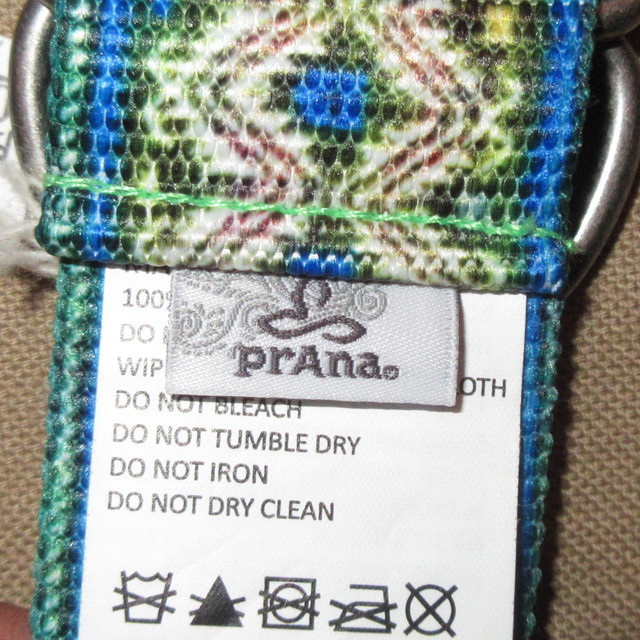 100%
DO
WIP
OTH
prAna
DO NOT BLEACH
DO NOT TUMBLE DRY
DO NOT IRON
DO NOT DRY CLEAN